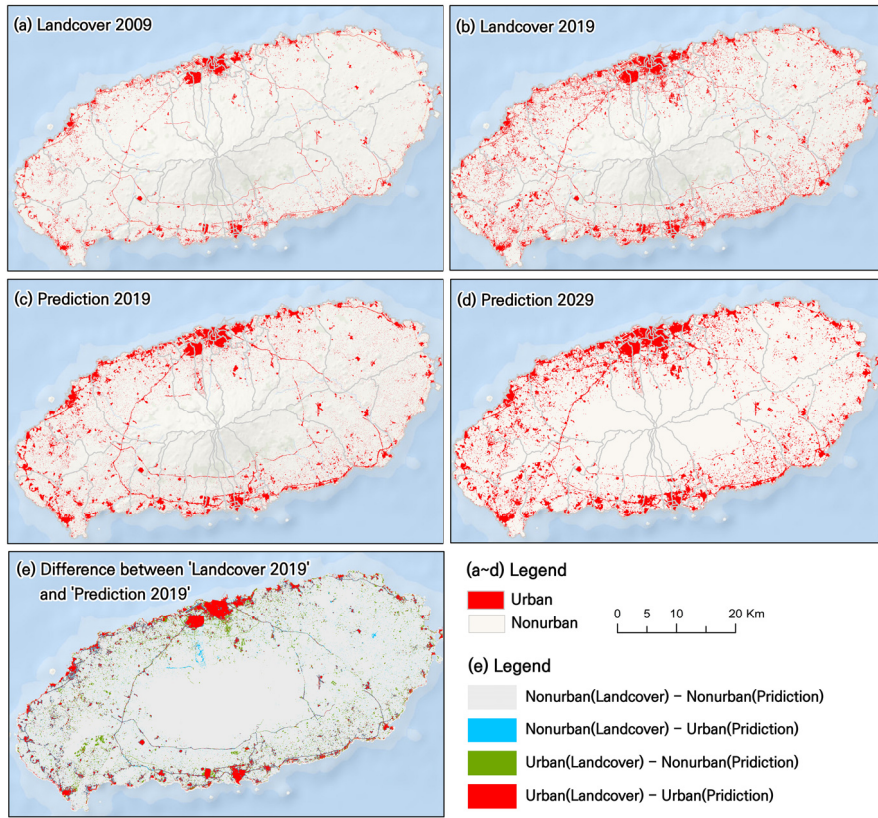 (a) Landcover 2009
(b) Landcover 2019
(c) Prediction 2019
(d) Prediction 2029
(e) Difference between 'Landcover 2019'
and 'Prediction 2019'
(a~d) Legend
Urban
Nonurban
0 5 10 20 Km
(e) Legend
Nonurban(Landcover) - Nonurban(Pridiction)
Nonurban(Landcover) - Urban(Pridiction)
Urban(Landcover) - Nonurban(Pridiction)
Urban(Landcover) - Urban(Pridiction)